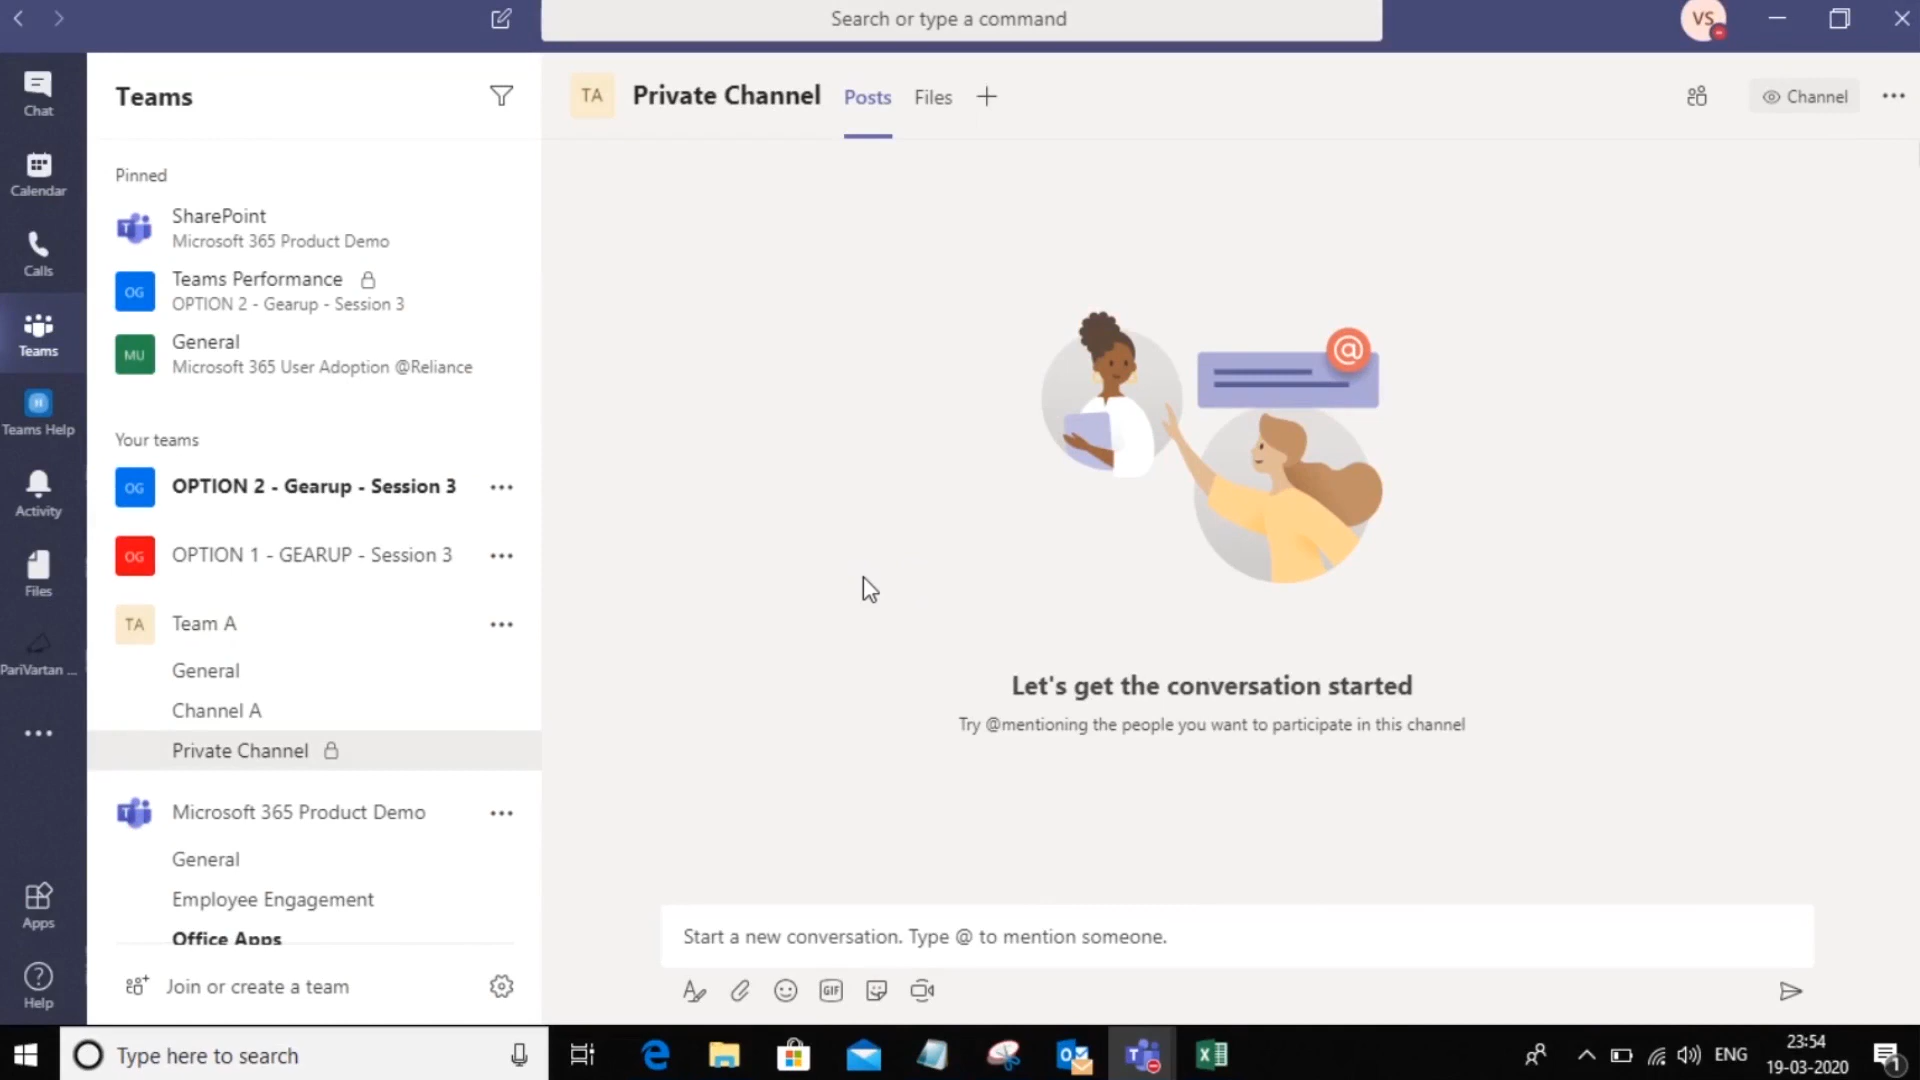 Search or type a command
VS
Chat
Calendar
Calls
Teams
Teams Help
Activity
Files
PariVartan ...
Apps
Help
Teams
Pinned
SharePoint
Microsoft 365 Product Demo
OG
Teams Performance
OPTION 2 - Gearup - Session 3
MU
General
Microsoft 365 User Adoption @Reliance
Your teams
OG
OPTION 2 - Gearup - Session 3
OG
OPTION 1 - GEARUP - Session 3
TA
Team A
General
Channel A
Private Channel
Microsoft 365 Product Demo
General
Employee Engagement
Office Apps
Join or create a team
TA
Private Channel
Posts
Files
Channel
@
Let's get the conversation started
Try @mentioning the people you want to participate in this channel
Start a new conversation. Type @ to mention someone.
GIF
Type here to search
ENG
23:54
19-03-2020
1